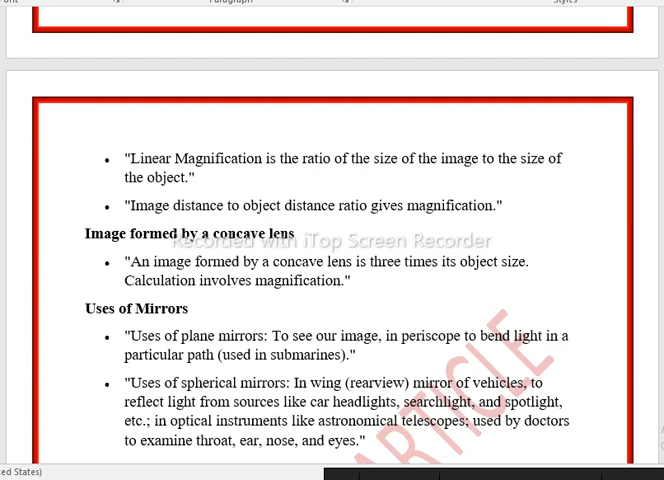 Paragraph
Styles
"Linear Magnification is the ratio of the size of the image to the size of
the object."
"Image distance to object distance ratio gives magnification."
Image formed by a concave lens
Recorded with iTop Screen Recorder
"An image formed by a concave lens is three times its object size.
Calculation involves magnification."
Uses of Mirrors
"Uses of plane mirrors: To see our image, in periscope to bend light in a
particular path (used in submarines)."
"Uses of spherical mirrors: In wing (rearview) mirror of vehicles, to
reflect light from sources like car headlights, searchlight, and spotlight,
etc.; in optical instruments like astronomical telescopes; used by doctors
to examine throat, ear, nose, and eyes."
ARTICLE
ed States)